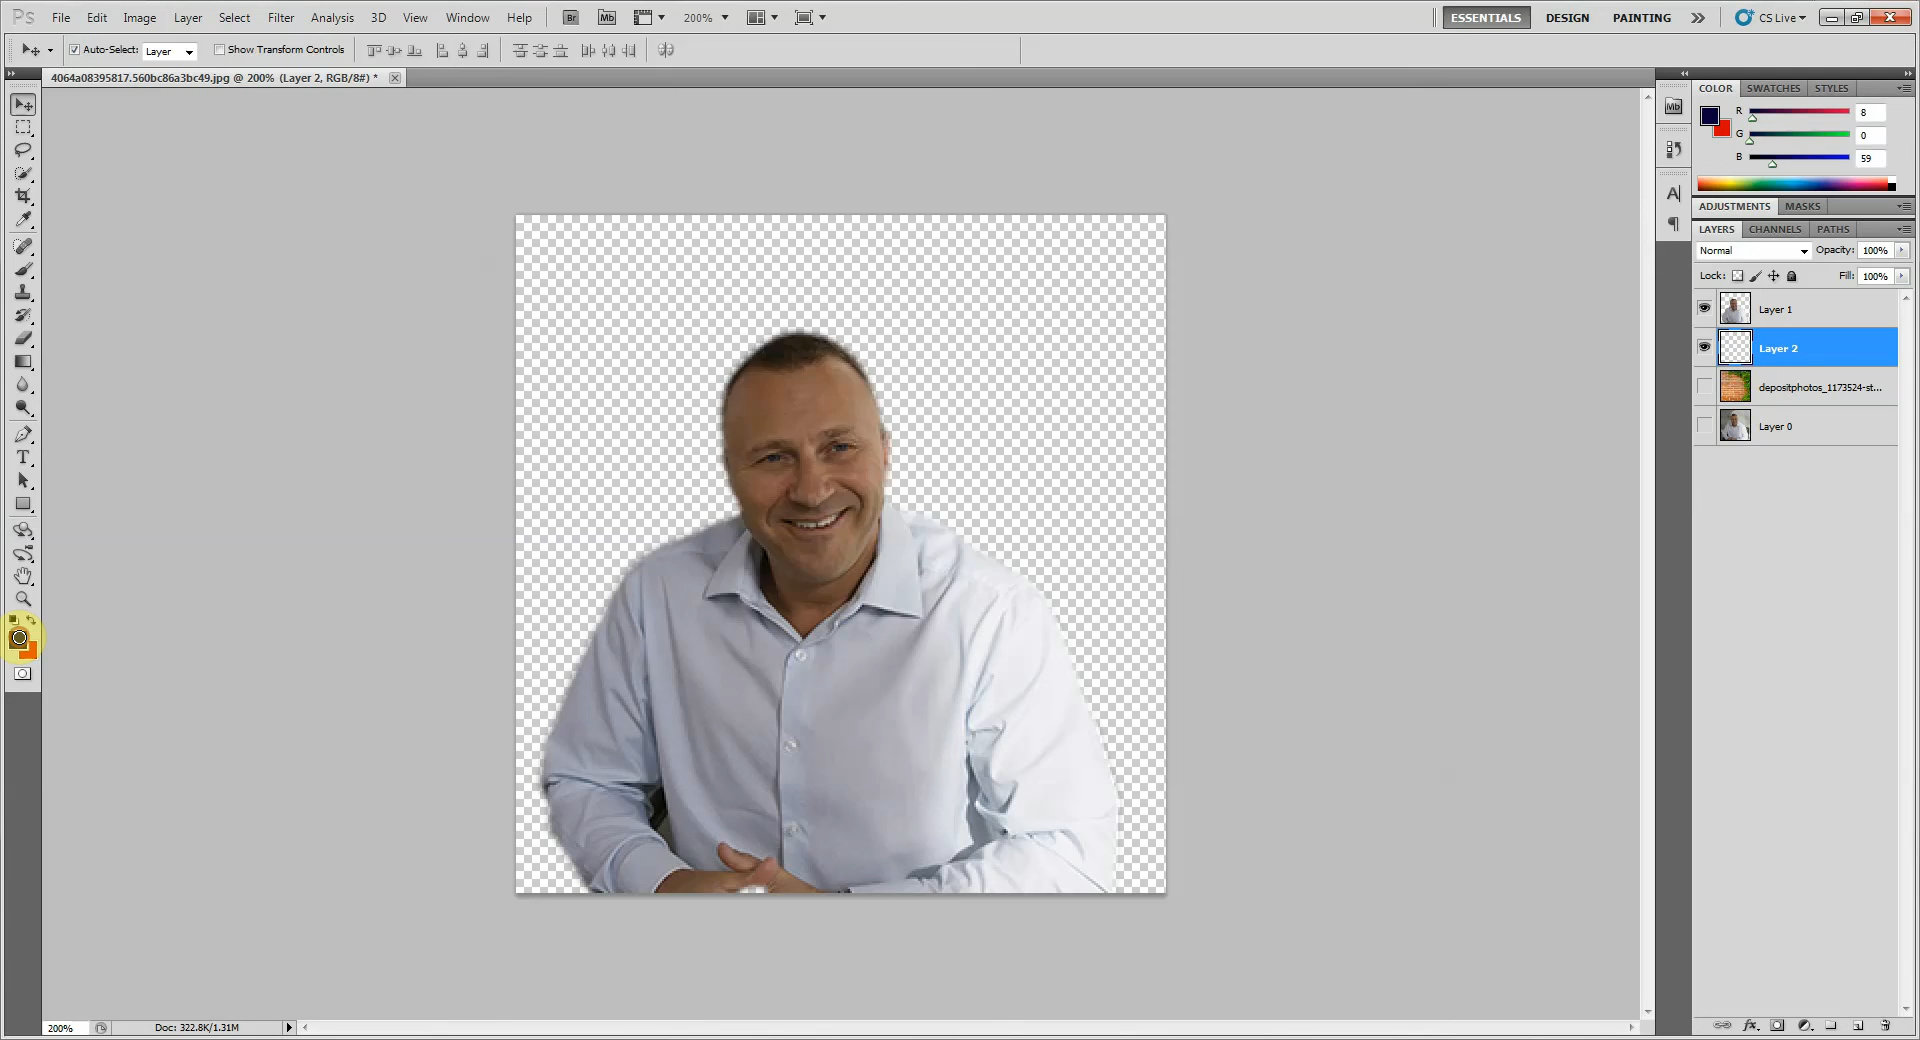 Ps File Edit Image Layer Select Filter Analysis 3D View Window Help Br Mb 200% ESSENTIALS DESIGN PAINTING CS Live
Auto-Select: Layer Show Transform Controls
4064a08395817.560bc86a3bc49.jpg @ 200% (Layer 2, RGB/8#) *
COLOR SWATCHES STYLES
Mb
R 8
G 0
B 59
A
ADJUSTMENTS MASKS
LAYERS CHANNELS PATHS
Normal Opacity: 100%
Lock: Fill: 100%
Layer 1
Layer 2
depositphotos_1173524-st...
Layer 0
T
200% Doc: 322.8K/1.31M
fx